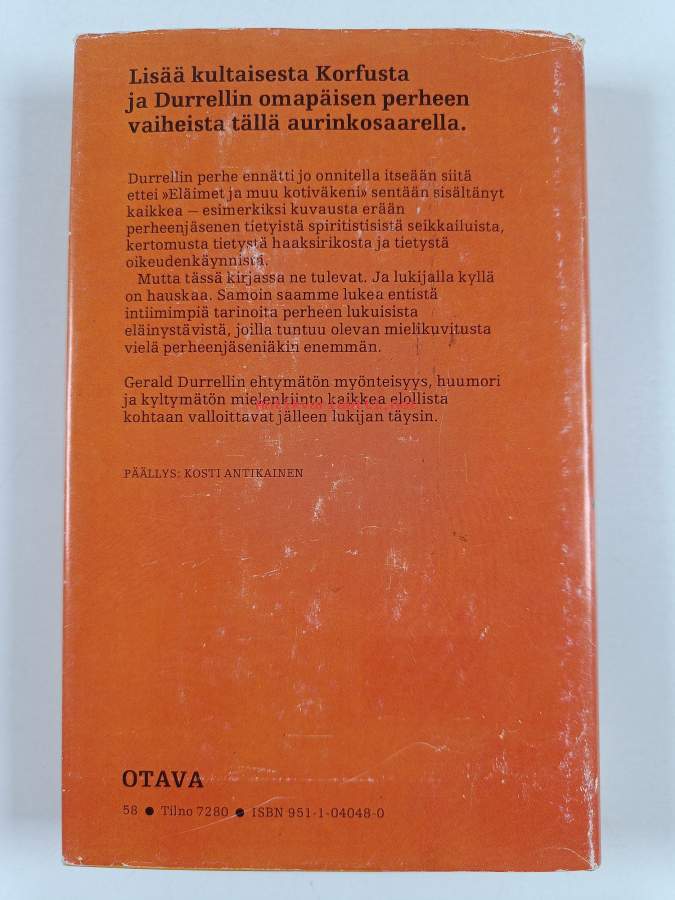 Lisää kultaisesta Korfusta
ja Durrellin omapäisen perheen
vaiheista tällä aurinkosaarella.
Durrellin perhe ennätti jo onnitella itseään siitä
ettei »Eläimet ja muu kotiväkeni» sentään sisältänyt
kaikkea — esimerkiksi kuvausta erään
perheenjäsenen tietyistä spiritistisistä seikkailuista,
kertomusta tietystä haaksirikosta ja tietystä
oikeudenkäynnistä.
Mutta tässä kirjassa ne tulevat. Ja lukijalla kyllä
on hauskaa. Samoin saamme lukea entistä
intiimimpiä tarinoita perheen lukuisista
eläinystävistä, joilla tuntuu olevan mielikuvitusta
vielä perheenjäseniäkin enemmän.
Gerald Durrellin ehtymätön myönteisyys, huumori
ja kyltymätön mielenkiinto kaikkea elollista
kohtaan valloittavat jälleen lukijan täysin.
PÄÄLLYS: KOSTI ANTIKAINEN
OTAVA
58 ● Tilno 7280 ● ISBN 951-1-04048-0